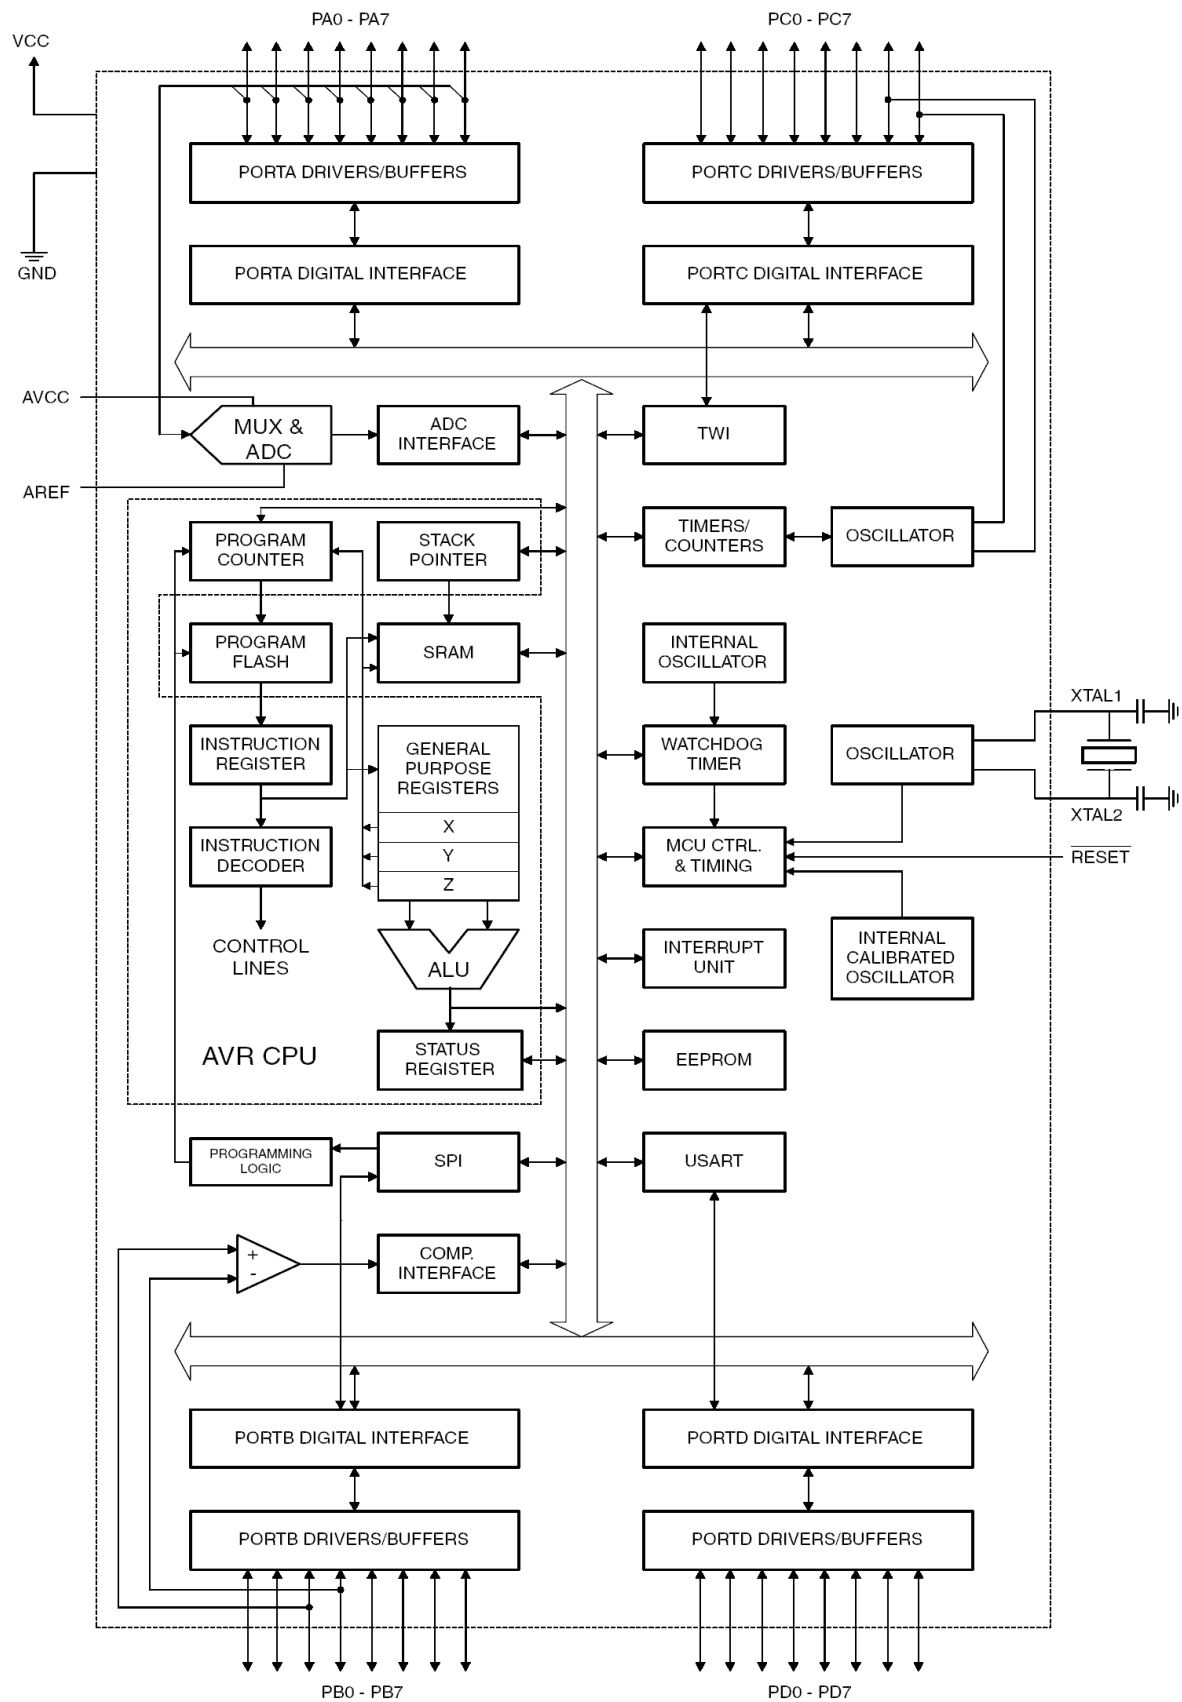 PA0 - PA7
PC0 - PC7
VCC
PORTA DRIVERS/BUFFERS
PORTC DRIVERS/BUFFERS
GND
PORTA DIGITAL INTERFACE
PORTC DIGITAL INTERFACE
AVCC
MUX &
ADC
ADC
INTERFACE
TWI
AREF
PROGRAM
COUNTER
STACK
POINTER
TIMERS/
COUNTERS
OSCILLATOR
PROGRAM
FLASH
SRAM
INTERNAL
OSCILLATOR
XTAL1
INSTRUCTION
REGISTER
GENERAL
PURPOSE
REGISTERS
WATCHDOG
TIMER
OSCILLATOR
XTAL2
X
INSTRUCTION
DECODER
Y
Z
MCU CTRL.
& TIMING
RESET
CONTROL
LINES
ALU
INTERRUPT
UNIT
INTERNAL
CALIBRATED
OSCILLATOR
AVR CPU
STATUS
REGISTER
EEPROM
PROGRAMMING
LOGIC
SPI
USART
+
-
COMP.
INTERFACE
PORTB DIGITAL INTERFACE
PORTD DIGITAL INTERFACE
PORTB DRIVERS/BUFFERS
PORTD DRIVERS/BUFFERS
PB0 - PB7
PD0 - PD7